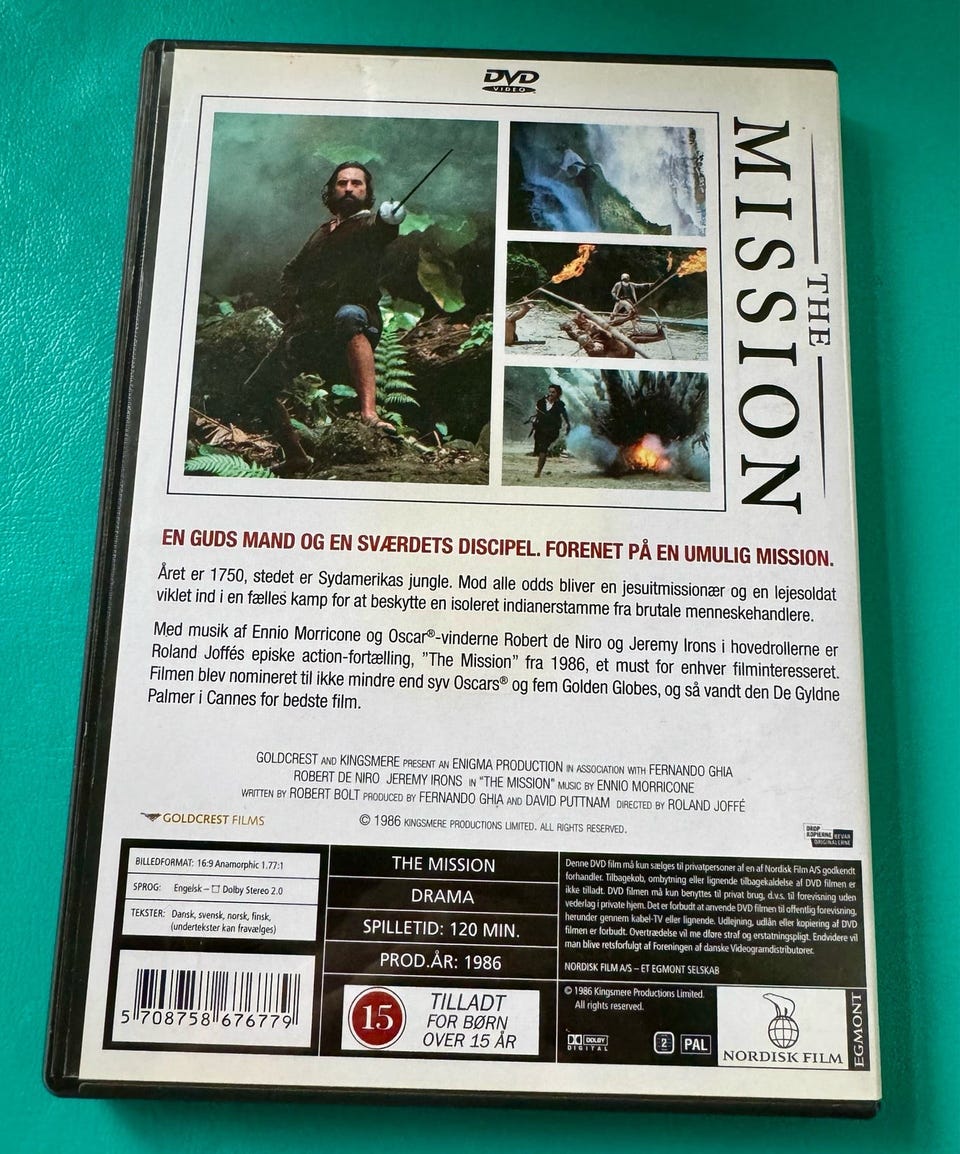 DVD
VIDEO
THE
MISSION
EN GUDS MAND OG EN SVÆRDETS DISCIPEL. FORENET PÅ EN UMULIG MISSION.
Året er 1750, stedet er Sydamerikas jungle. Mod alle odds bliver en jesuitmissionær og en lejesoldat
viklet ind i en fælles kamp for at beskytte en isoleret indianerstamme fra brutale menneskehandlere.
Med musik af Ennio Morricone og Oscar®-vinderne Robert de Niro og Jeremy Irons i hovedrollerne er
Roland Joffés episke action-fortælling, ”The Mission” fra 1986, et must for enhver filminteresseret.
Filmen blev nomineret til ikke mindre end syv Oscars® og fem Golden Globes, og så vandt den De Gyldne
Palmer i Cannes for bedste film.
GOLDCREST AND KINGSMERE PRESENT AN ENIGMA PRODUCTION IN ASSOCIATION WITH FERNANDO GHIA
ROBERT DE NIRO JEREMY IRONS IN "THE MISSION" MUSIC BY ENNIO MORRICONE
WRITTEN BY ROBERT BOLT PRODUCED BY FERNANDO GHIA AND DAVID PUTTNAM DIRECTED BY ROLAND JOFFÉ
GOLDCREST FILMS
© 1986 KINGSMERE PRODUCTIONS LIMITED. ALL RIGHTS RESERVED.
DROP
KOPIERNE BEVAR
ORIGINALERNE
BILLEDFORMAT: 16:9 Anamorphic 1.77:1
SPROG: Engelsk – Dolby Stereo 2.0
TEKSTER: Dansk, svensk, norsk, finsk,
(undertekster kan fravælges)
5 708758 676779
THE MISSION
DRAMA
SPILLETID: 120 MIN.
PROD.ÅR: 1986
15
TILLADT
FOR BØRN
OVER 15 ÅR
Denne DVD film må kun sælges til privatpersoner af en af Nordisk Film A/S godkendt
forhandler. Tilbagekøb, ombytning eller lignende tilbagekaldelse af DVD filmen er
ikke tilladt. DVD filmen må kun benyttes til privat brug, d.v.s. til forevisning uden
vederlag i private hjem. Det er forbudt at anvende DVD filmen til offentlig forevisning,
herunder gennem kabel-TV eller lignende. Udlejning, udlån eller kopiering af DVD
filmen er forbudt. Overtrædelse vil medføre straf og erstatningspligt. Endvidere vil
man blive retsforfulgt af Foreningen af danske Videogramdistributører.
NORDISK FILM A/S – ET EGMONT SELSKAB
© 1986 Kingsmere Productions Limited.
All rights reserved.
DOLBY
DIGITAL
2
PAL
NORDISK FILM
EGMONT